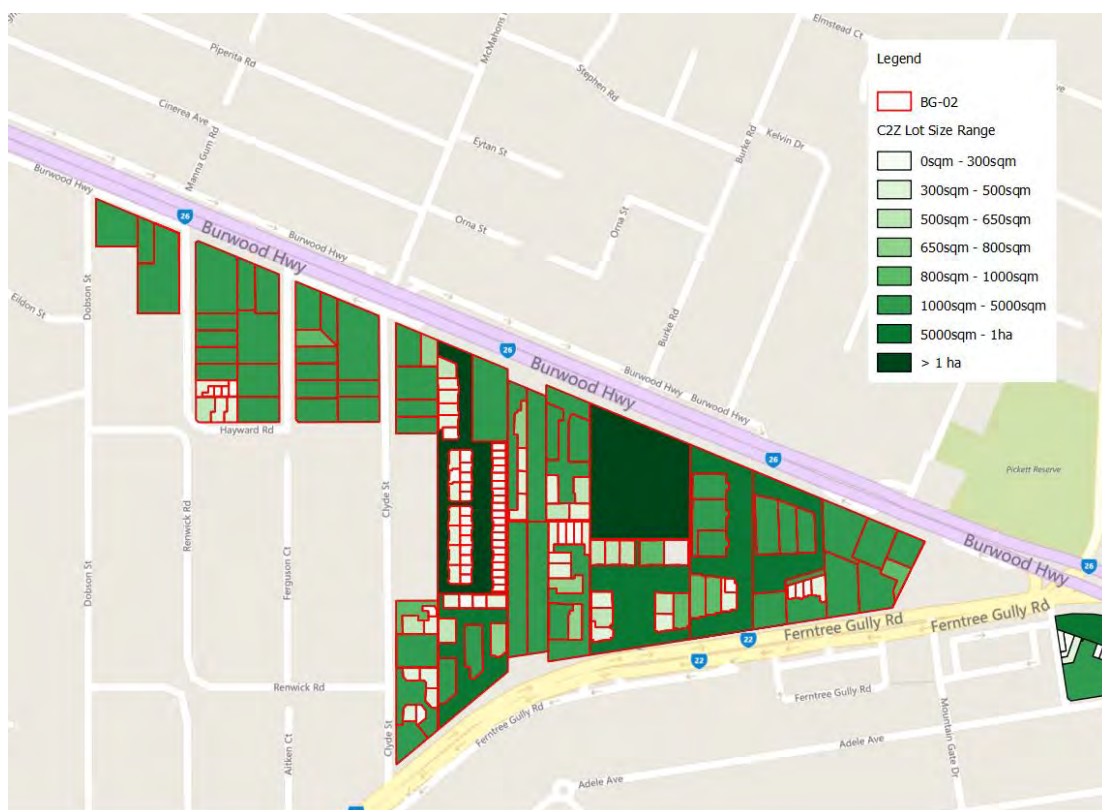 Piperita Rd
Cinerea Ave
Manna Gum Rd
Eytan St
Orna St
Stephen Rd
Elmstead Ct
Kelvin Dr
Burke Rd
Orna St
Burke Rd
Legend
BG-02
C2Z Lot Size Range
0sqm - 300sqm
300sqm - 500sqm
500sqm - 650sqm
650sqm - 800sqm
800sqm - 1000sqm
1000sqm - 5000sqm
5000sqm - 1ha
> 1 ha
Burwood Hwy
26
Burwood Hwy
Burwood Hwy
26
Burwood Hwy
Burwood Hwy
Burwood Hwy
Burwood Hwy
26
Pickett Reserve
Burwood Hwy
26
Eildon St
Dobson St
Hayward Rd
Renwick Rd
Clyde St
Ferguson Ct
Dobson St
Renwick Rd
Aitken Ct
Clyde St
Ferntree Gully Rd
22
22
Ferntree Gully Rd
Ferntree Gully Rd
Ferntree Gully Rd
Mountain Gate Dr
Adele Ave
Adele Ave